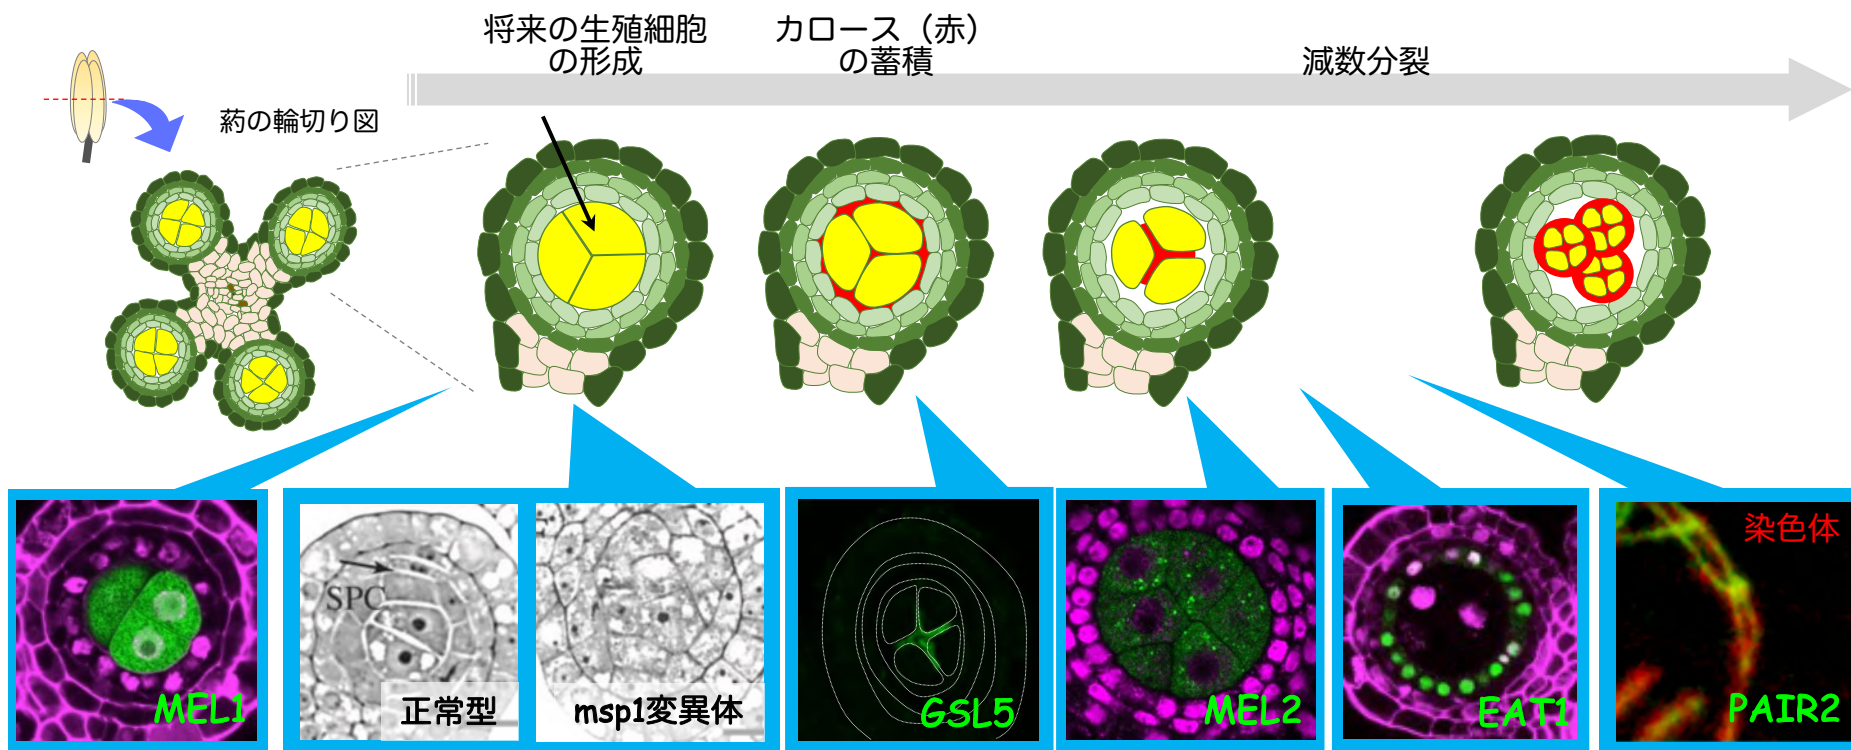 将来の生殖細胞
の形成
カロース（赤）
の蓄積
減数分裂
葯の輪切り図
MEL1
SPC
正常型
msp1変異体
GSL5
MEL2
EAT1
染色体
PAIR2